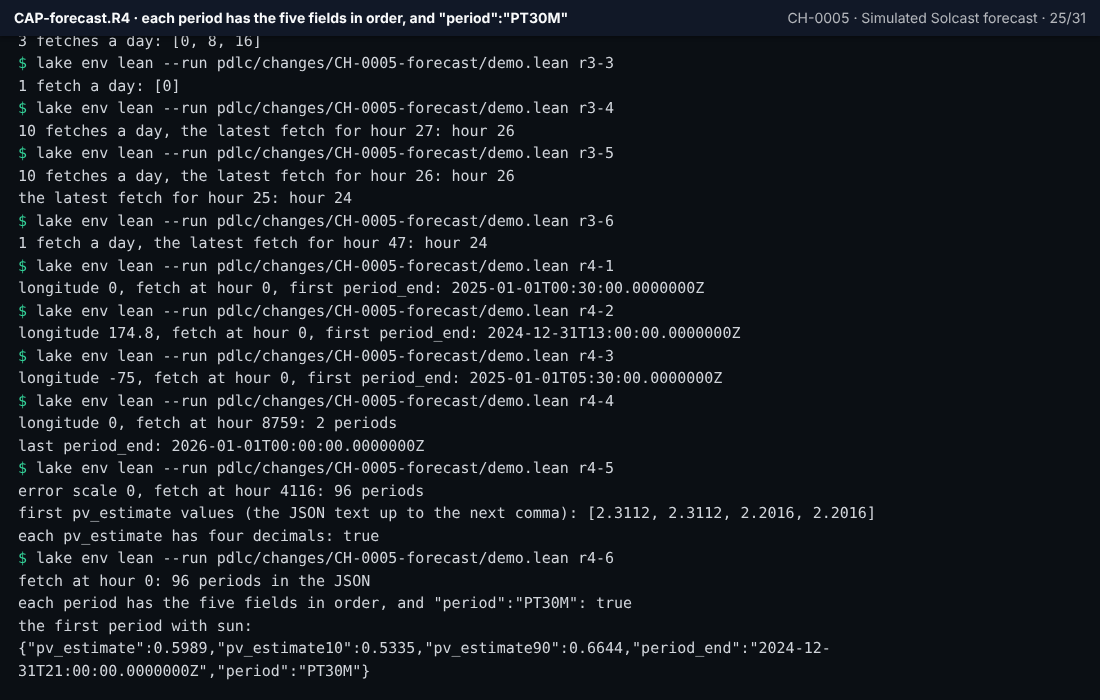 CAP-forecast.R4 · each period has the five fields in order, and "period":"PT30M"
CH-0005 · Simulated Solcast forecast · 25/31
3 fetches a day: [0, 8, 16]
$ lake env lean --run pdlc/changes/CH-0005-forecast/demo.lean r3-3
1 fetch a day: [0]
$ lake env lean --run pdlc/changes/CH-0005-forecast/demo.lean r3-4
10 fetches a day, the latest fetch for hour 27: hour 26
$ lake env lean --run pdlc/changes/CH-0005-forecast/demo.lean r3-5
10 fetches a day, the latest fetch for hour 26: hour 26
the latest fetch for hour 25: hour 24
$ lake env lean --run pdlc/changes/CH-0005-forecast/demo.lean r3-6
1 fetch a day, the latest fetch for hour 47: hour 24
$ lake env lean --run pdlc/changes/CH-0005-forecast/demo.lean r4-1
longitude 0, fetch at hour 0, first period_end: 2025-01-01T00:30:00.0000000Z
$ lake env lean --run pdlc/changes/CH-0005-forecast/demo.lean r4-2
longitude 174.8, fetch at hour 0, first period_end: 2024-12-31T13:00:00.0000000Z
$ lake env lean --run pdlc/changes/CH-0005-forecast/demo.lean r4-3
longitude -75, fetch at hour 0, first period_end: 2025-01-01T05:30:00.0000000Z
$ lake env lean --run pdlc/changes/CH-0005-forecast/demo.lean r4-4
longitude 0, fetch at hour 8759: 2 periods
last period_end: 2026-01-01T00:00:00.0000000Z
$ lake env lean --run pdlc/changes/CH-0005-forecast/demo.lean r4-5
error scale 0, fetch at hour 4116: 96 periods
first pv_estimate values (the JSON text up to the next comma): [2.3112, 2.3112, 2.2016, 2.2016]
each pv_estimate has four decimals: true
$ lake env lean --run pdlc/changes/CH-0005-forecast/demo.lean r4-6
fetch at hour 0: 96 periods in the JSON
each period has the five fields in order, and "period":"PT30M": true
the first period with sun:
{"pv_estimate":0.5989,"pv_estimate10":0.5335,"pv_estimate90":0.6644,"period_end":"2024-12-
31T21:00:00.0000000Z","period":"PT30M"}